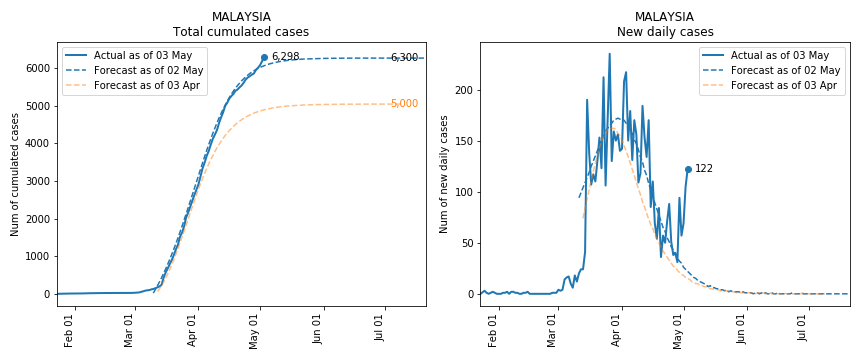 MALAYSIA
Total cumulated cases
Actual as of 03 May
Forecast as of 02 May
Forecast as of 03 Apr
6,298
6,300
5,000
Num of cumulated cases
6000
5000
4000
3000
2000
1000
0
Feb 01
Mar 01
Apr 01
May 01
Jun 01
Jul 01
MALAYSIA
New daily cases
Actual as of 03 May
Forecast as of 02 May
Forecast as of 03 Apr
122
Num of new daily cases
200
150
100
50
0
Feb 01
Mar 01
Apr 01
May 01
Jun 01
Jul 01